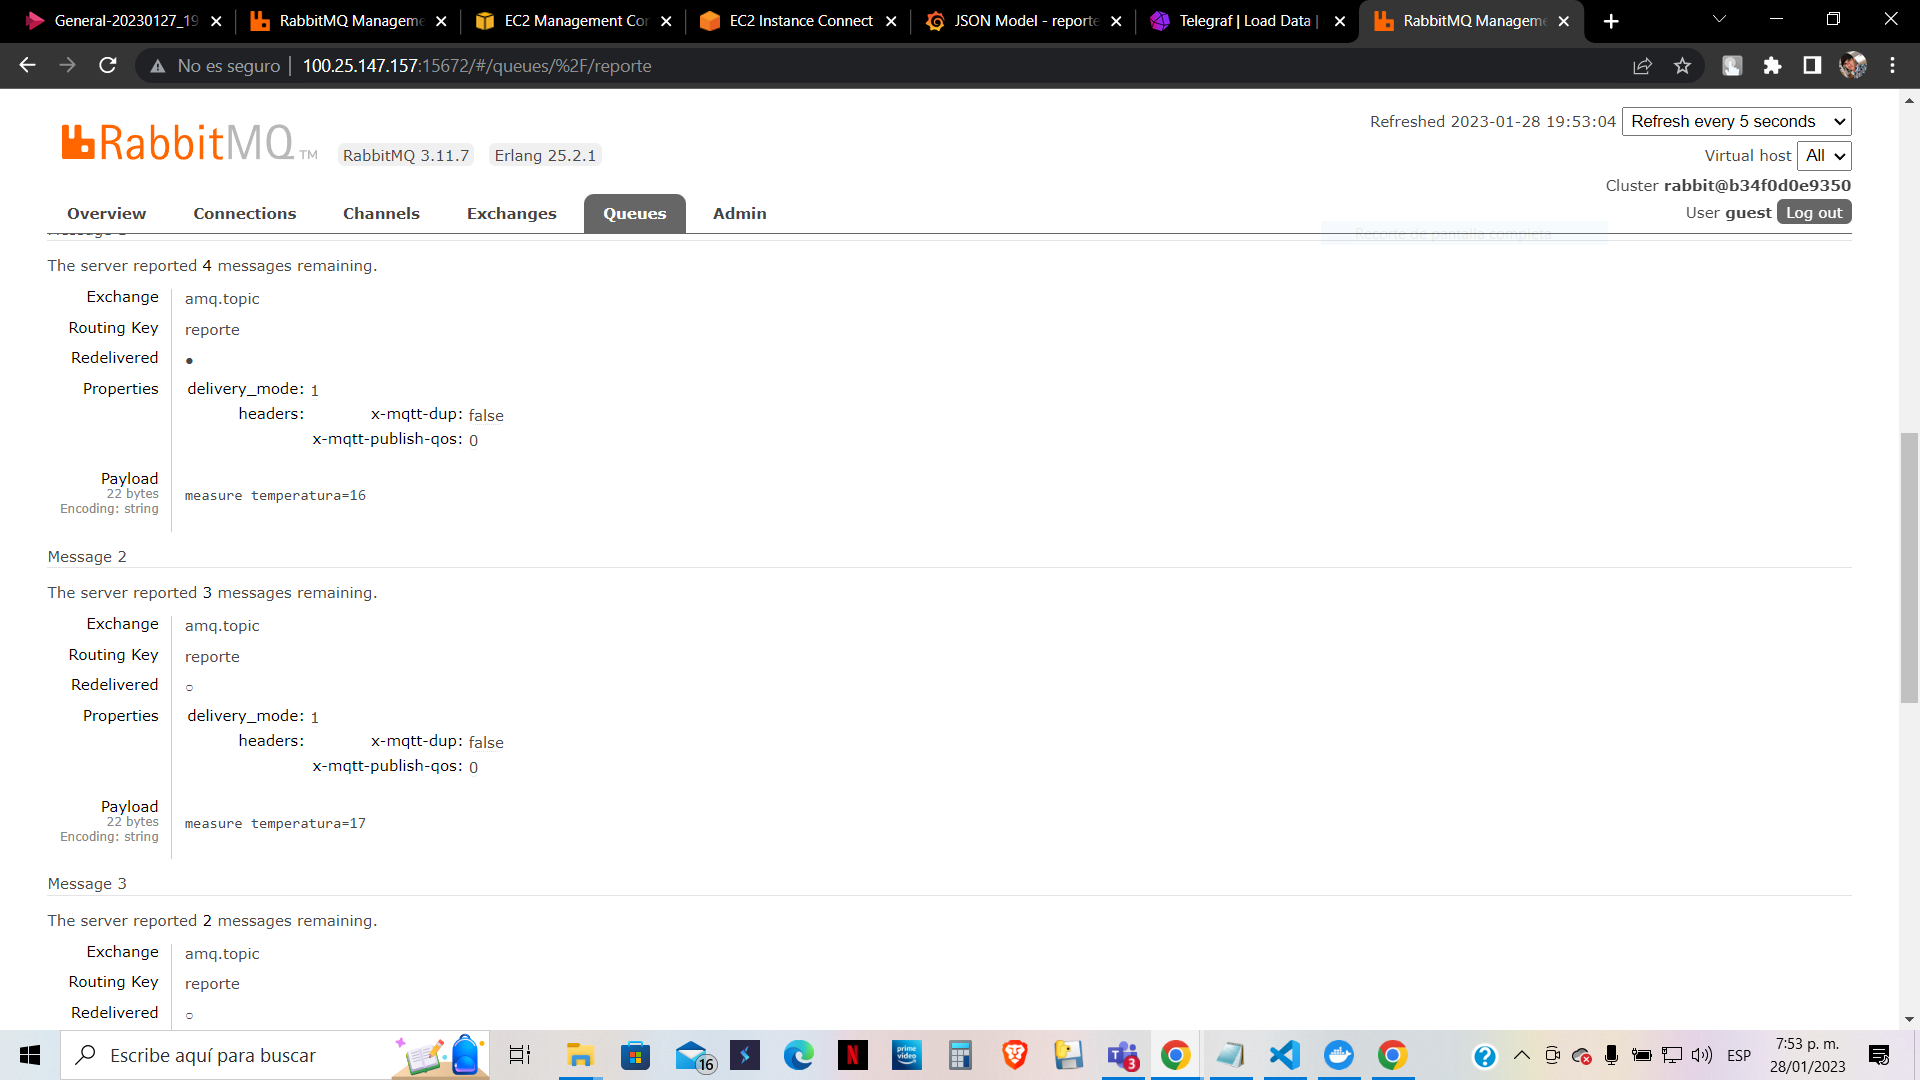 General-20230127_19
RabbitMQ Manageme
EC2 Management Con
EC2 Instance Connect
JSON Model - reporte
Telegraf | Load Data |
RabbitMQ Manageme
No es seguro | 100.25.147.157:15672/#/queues/%2F/reporte
RabbitMQ TM
RabbitMQ 3.11.7
Erlang 25.2.1
Refreshed 2023-01-28 19:53:04 Refresh every 5 seconds
Virtual host All
Cluster rabbit@b34f0d0e9350
User guest Log out
Overview Connections Channels Exchanges Queues Admin
Recorte de pantalla completa
The server reported 4 messages remaining.
Exchange amq.topic
Routing Key reporte
Redelivered ●
Properties delivery_mode: 1
headers: x-mqtt-dup: false
x-mqtt-publish-qos: 0
Payload
22 bytes
Encoding: string
measure temperatura=16
Message 2
The server reported 3 messages remaining.
Exchange amq.topic
Routing Key reporte
Redelivered ○
Properties delivery_mode: 1
headers: x-mqtt-dup: false
x-mqtt-publish-qos: 0
Payload
22 bytes
Encoding: string
measure temperatura=17
Message 3
The server reported 2 messages remaining.
Exchange amq.topic
Routing Key reporte
Redelivered ○
Escribe aquí para buscar
16
prime video
3
ESP
7:53 p. m.
28/01/2023